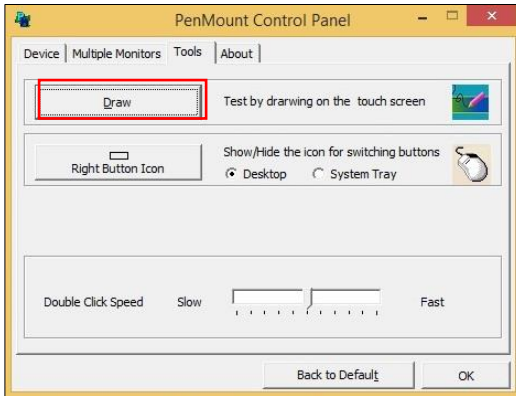 PenMount Control Panel
Device Multiple Monitors Tools About
Draw Test by drarwing on the touch screen
Right Button Icon Show/Hide the icon for switching buttons
Desktop System Tray
Double Click Speed Slow Fast
Back to Default OK